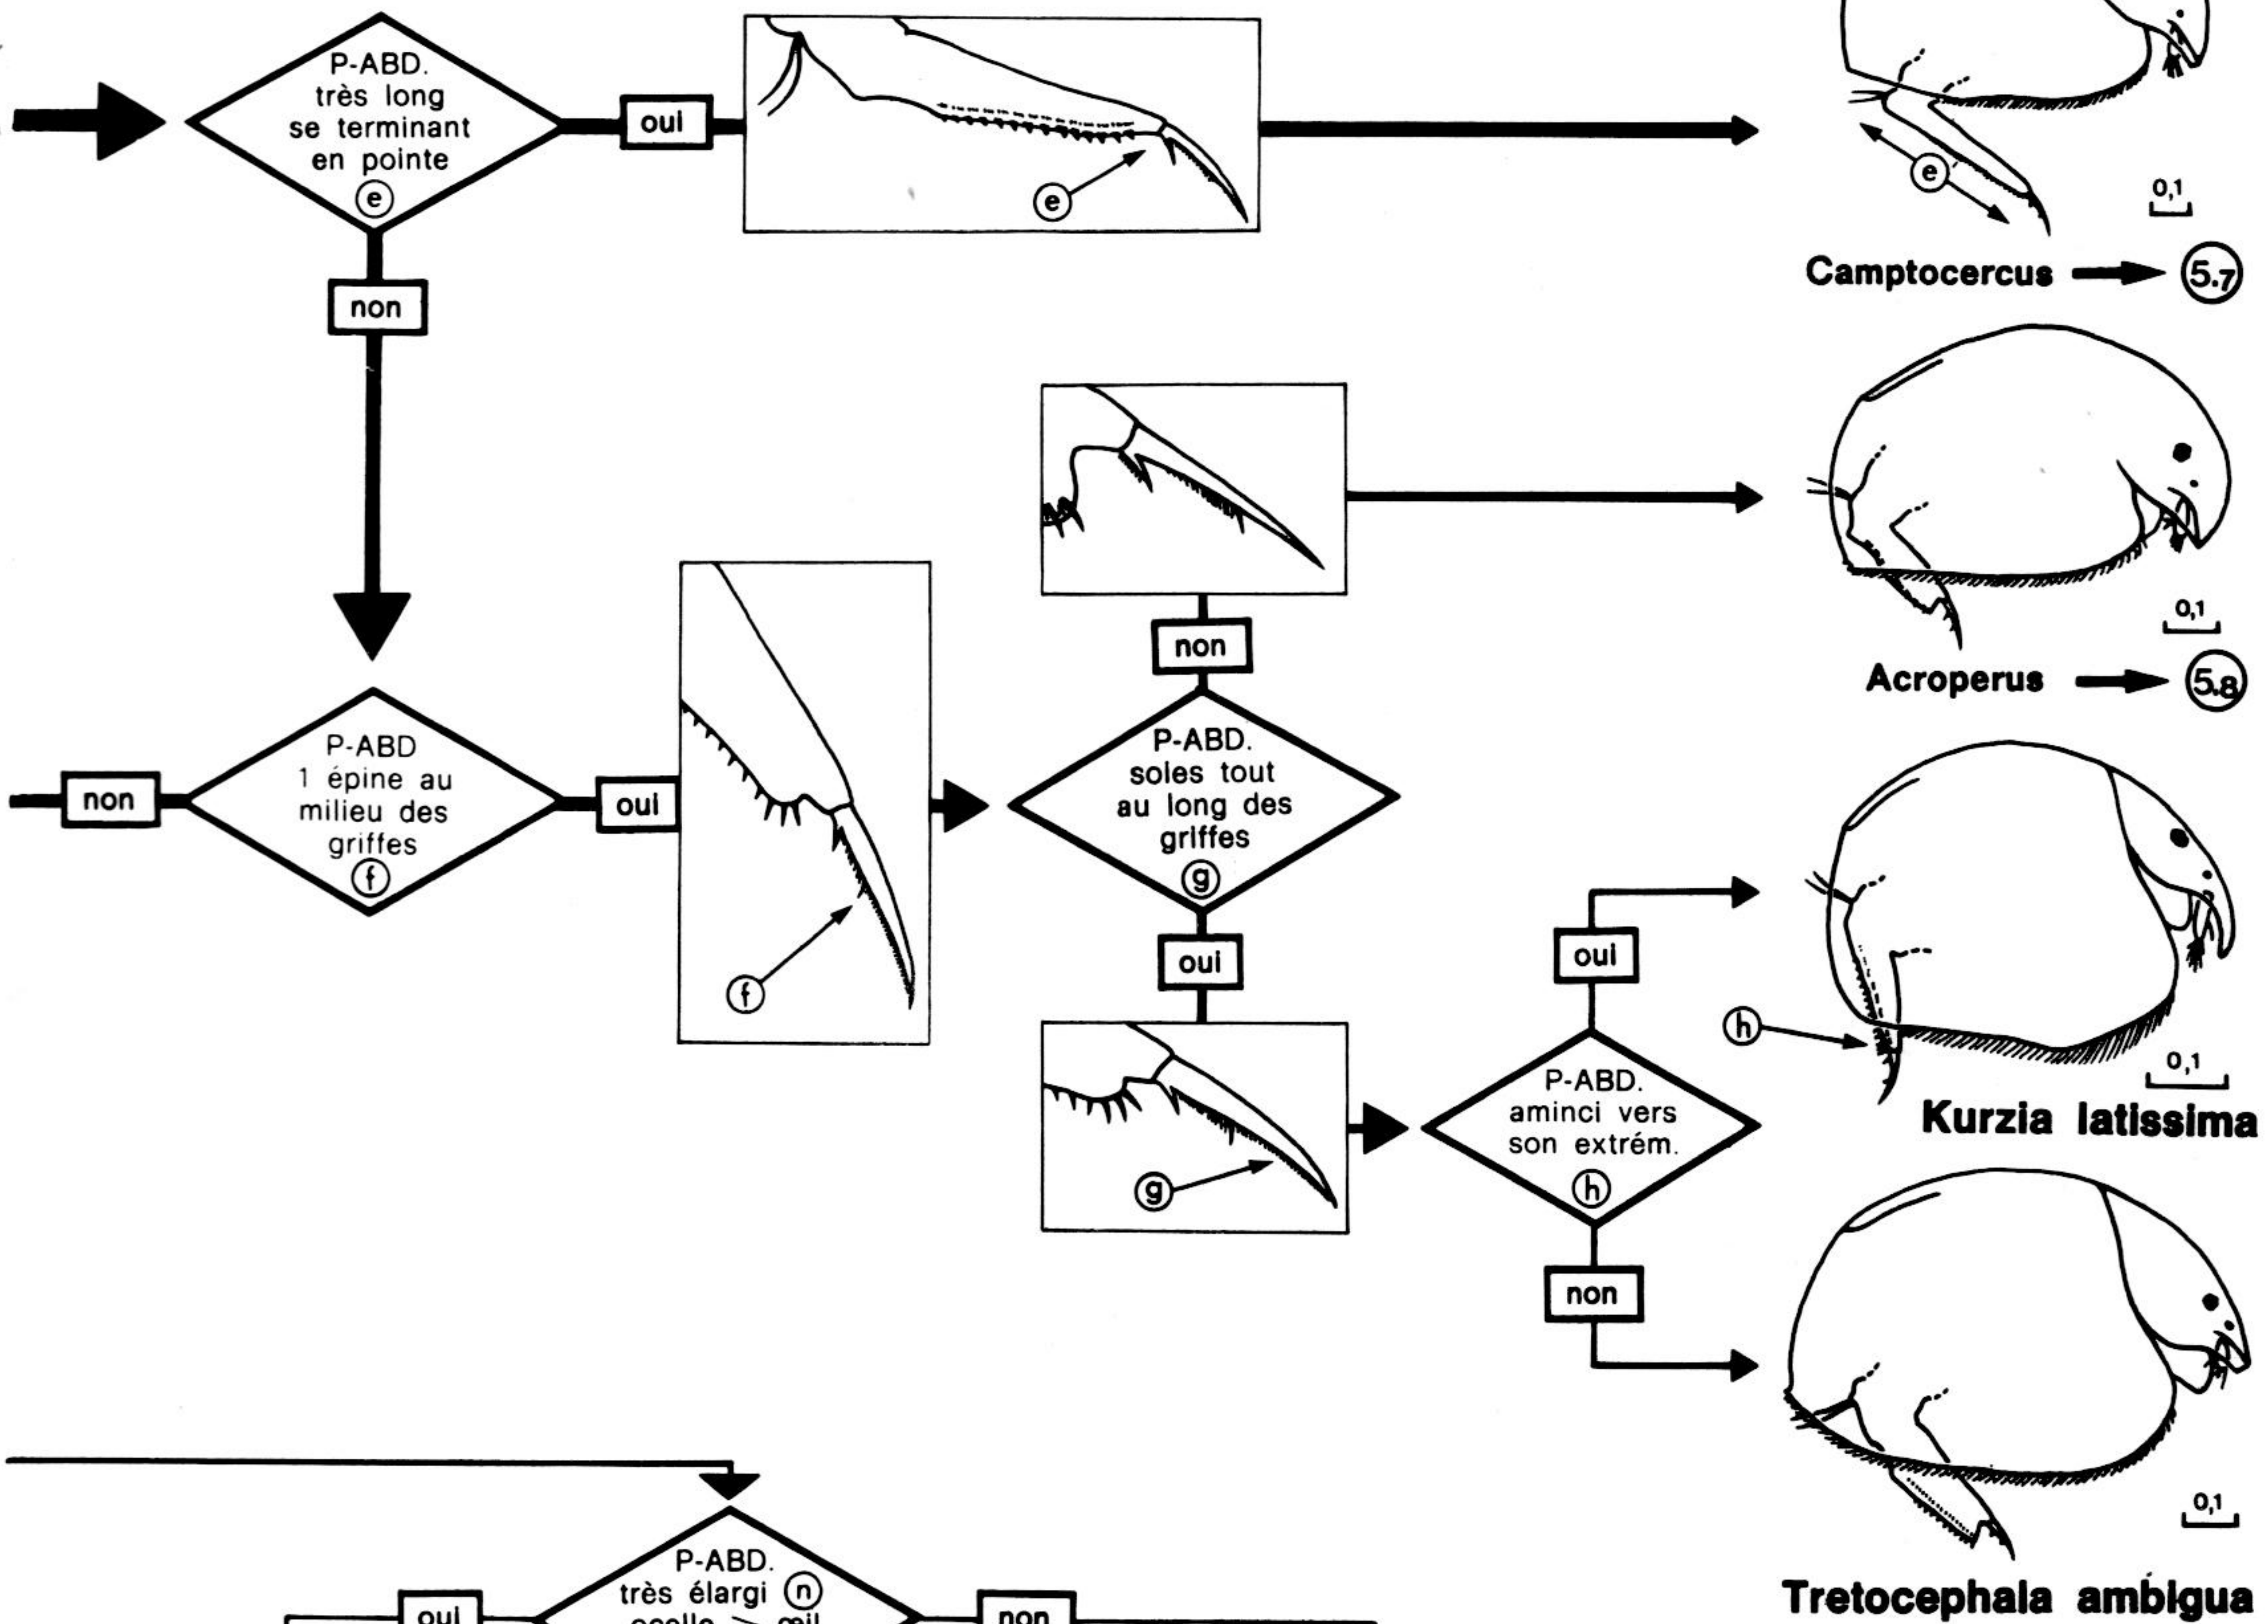 P-ABD.
très long
se terminant
en pointe
e
oui
e
e
0,1
Camptocercus
5.7
non
0,1
Acroperus
5.8
non
P-ABD
1 épine au
milieu des
griffes
f
non
oui
f
P-ABD.
soles tout
au long des
griffes
g
oui
g
P-ABD.
aminci vers
son extrém.
h
oui
h
0,1
Kurzia latissima
non
0,1
Tretocephala ambigua
P-ABD.
très élargi n
œil
oui
non